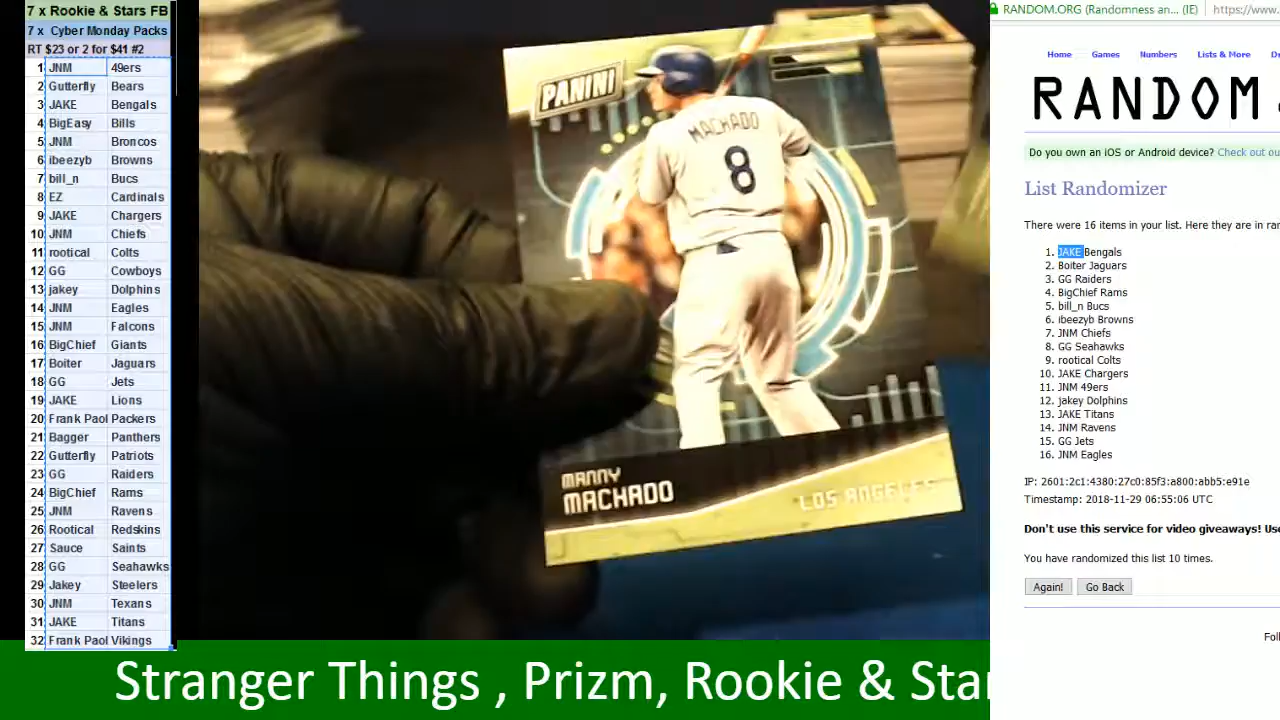 7 x Rookie & Stars FB
7 x Cyber Monday Packs
RT $23 or 2 for $41 #2
1 JNM 49ers
2 Gutterfly Bears
3 JAKE Bengals
4 BigEasy Bills
5 JNM Broncos
6 ibeezyb Browns
7 bill_n Bucs
8 EZ Cardinals
9 JAKE Chargers
10 JNM Chiefs
11 rootical Colts
12 GG Cowboys
13 jakey Dolphins
14 JNM Eagles
15 JNM Falcons
16 BigChief Giants
17 Boiter Jaguars
18 GG Jets
19 JAKE Lions
20 Frank Paol Packers
21 Bagger Panthers
22 Gutterfly Patriots
23 GG Raiders
24 BigChief Rams
25 JNM Ravens
26 Rootical Redskins
27 Sauce Saints
28 GG Seahawks
29 Jakey Steelers
30 JNM Texans
31 JAKE Titans
32 Frank Paol Vikings
PANINI
MACHADO
8
MANNY
MACHADO
LOS ANGELES
Stranger Things , Prizm, Rookie & Star
RANDOM.ORG (Randomness an... (IE) https://www.
Home Games Numbers Lists & More
RANDOM
Do you own an iOS or Android device? Check out ou
List Randomizer
There were 16 items in your list. Here they are in ran
1. JAKE Bengals
2. Boiter Jaguars
3. GG Raiders
4. BigChief Rams
5. bill_n Bucs
6. ibeezyb Browns
7. JNM Chiefs
8. GG Seahawks
9. rootical Colts
10. JAKE Chargers
11. JNM 49ers
12. jakey Dolphins
13. JAKE Titans
14. JNM Ravens
15. GG Jets
16. JNM Eagles
IP: 2601:2c1:4380:27c0:85f3:a800:abb5:e91e
Timestamp: 2018-11-29 06:55:06 UTC
Don't use this service for video giveaways! Use
You have randomized this list 10 times.
Again! Go Back
Foll